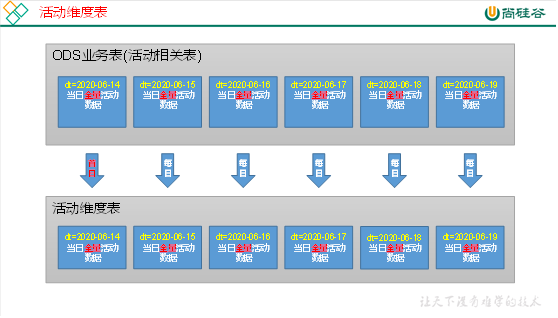 活动维度表
尚硅谷
ODS业务表(活动相关表)
dt=2020-06-14
当日全量活动
数据
dt=2020-06-15
当日全量活动
数据
dt=2020-06-16
当日全量活动
数据
dt=2020-06-17
当日全量活动
数据
dt=2020-06-18
当日全量活动
数据
dt=2020-06-19
当日全量活动
数据
首日
每日
每日
每日
每日
每日
活动维度表
dt=2020-06-14
当日全量活动
数据
dt=2020-06-15
当日全量活动
数据
dt=2020-06-16
当日全量活动
数据
dt=2020-06-17
当日全量活动
数据
dt=2020-06-18
当日全量活动
数据
dt=2020-06-19
当日全量活动
数据
让天下没有难学的技术